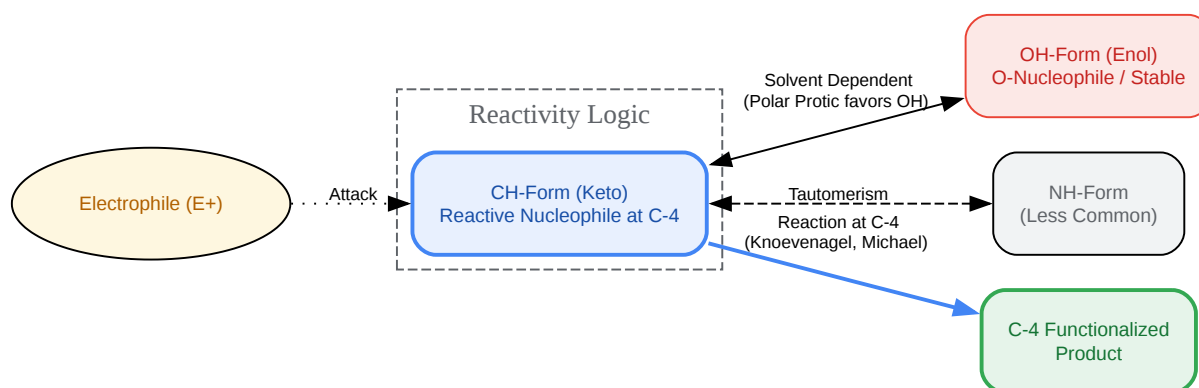 OH-Form (Enol)
O-Nucleophile / Stable
Solvent Dependent
(Polar Protic favors OH)
Reactivity Logic
Electrophile (E+)
Attack
CH-Form (Keto)
Reactive Nucleophile at C-4
Tautomerism
NH-Form
(Less Common)
Reaction at C-4
(Knoevenagel, Michael)
C-4 Functionalized
Product